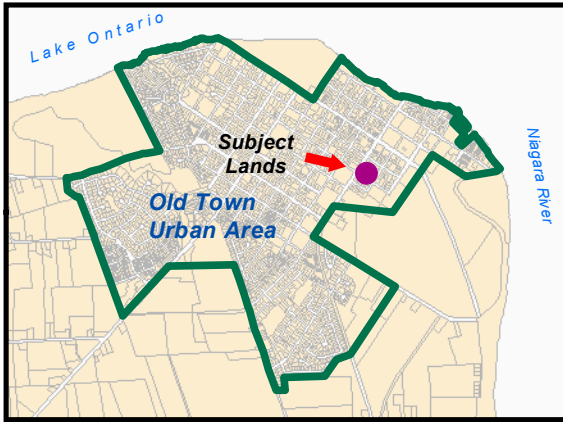 Lake Ontario
Subject
Lands
Niagara River
Old Town
Urban Area